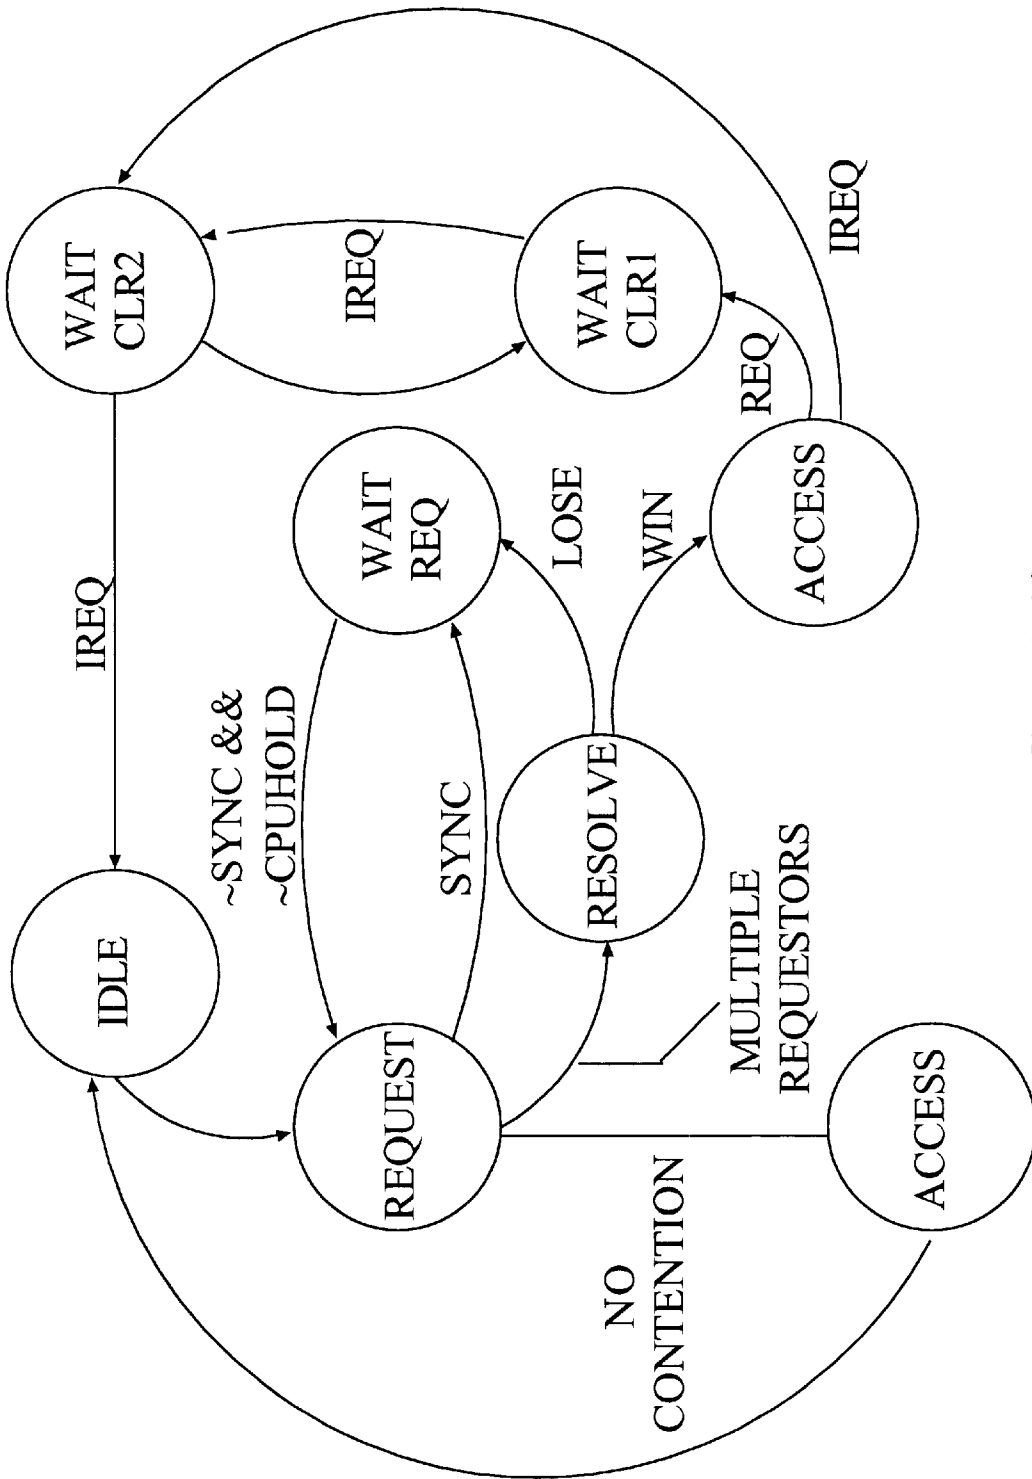 IDLE
IREQ
WAIT
CLR2
~SYNC &&
~CPUHOLD
REQUEST
WAIT
REQ
IREQ
SYNC
RESOLVE
LOSE
WAIT
CLR1
NO
CONTENTION
WIN
MULTIPLE
REQUESTORS
REQ
ACCESS
IREQ
ACCESS